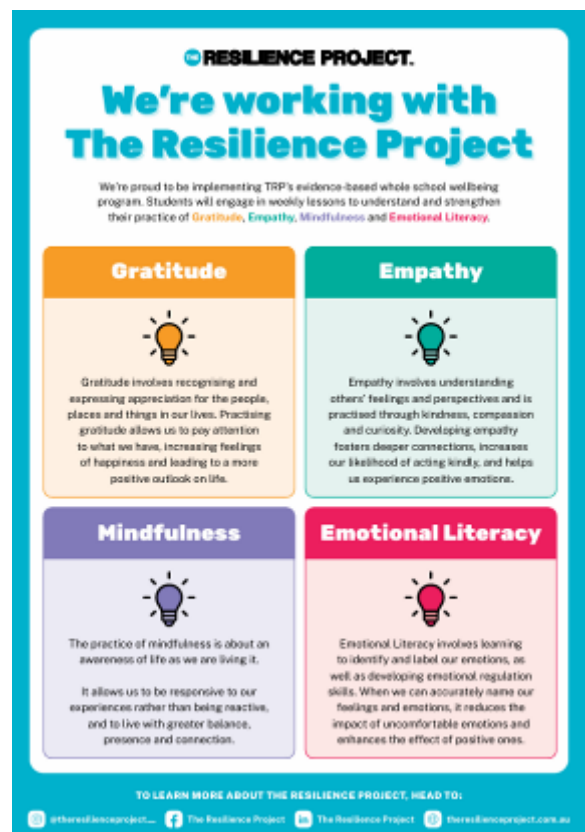 THE RESILIENCE PROJECT.
We're working with
The Resilience Project
We're proud to be implementing TRP's evidence-based whole school wellbeing
program. Students will engage in weekly lessons to understand and strengthen
their practice of Gratitude, Empathy, Mindfulness and Emotional Literacy.
Gratitude
Gratitude involves recognising and
expressing appreciation for the people,
places and things in our lives. Practising
gratitude allows us to pay attention
to what we have, increasing feelings
of happiness and leading to a more
positive outlook on life.
Empathy
Empathy involves understanding
others' feelings and perspectives and is
practised through kindness, compassion
and curiosity. Developing empathy
fosters deeper connections, increases
our likelihood of acting kindly, and helps
us experience positive emotions.
Mindfulness
The practice of mindfulness is about an
awareness of life as we are living it.
It allows us to be responsive to our
experiences rather than being reactive,
and to live with greater balance,
presence and connection.
Emotional Literacy
Emotional Literacy involves learning
to identify and label our emotions, as
well as developing emotional regulation
skills. When we can accurately name our
feelings and emotions, it reduces the
impact of uncomfortable emotions and
enhances the effect of positive ones.
TO LEARN MORE ABOUT THE RESILIENCE PROJECT, HEAD TO:
@theresilienceproject__ The Resilience Project The Resilience Project theresilienceproject.com.au